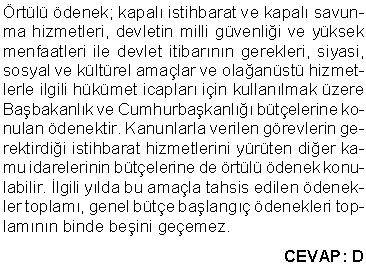 Örtülü ödenek; kapalı istihbarat ve kapalı savun-
ma hizmetleri, devletin milli güvenliği ve yüksek
menfaatleri ile devlet itibarının gerekleri, siyasi,
sosyal ve kültürel amaçlar ve olağanüstü hizmet-
lerle ilgili hükümet icapları için kullanılmak üzere
Başbakanlık ve Cumhurbaşkanlığı bütçelerine ko-
nulan ödenektir. Kanunlarla verilen görevlerin ge-
rektirdiği istihbarat hizmetlerini yürüten diğer ka-
mu idarelerinin bütçelerine de örtülü ödenek konu-
labilir. İlgili yılda bu amaçla tahsis edilen ödenek-
ler toplamı, genel bütçe başlangıç ödenekleri top-
lamının binde beşini geçemez.
CEVAP: D